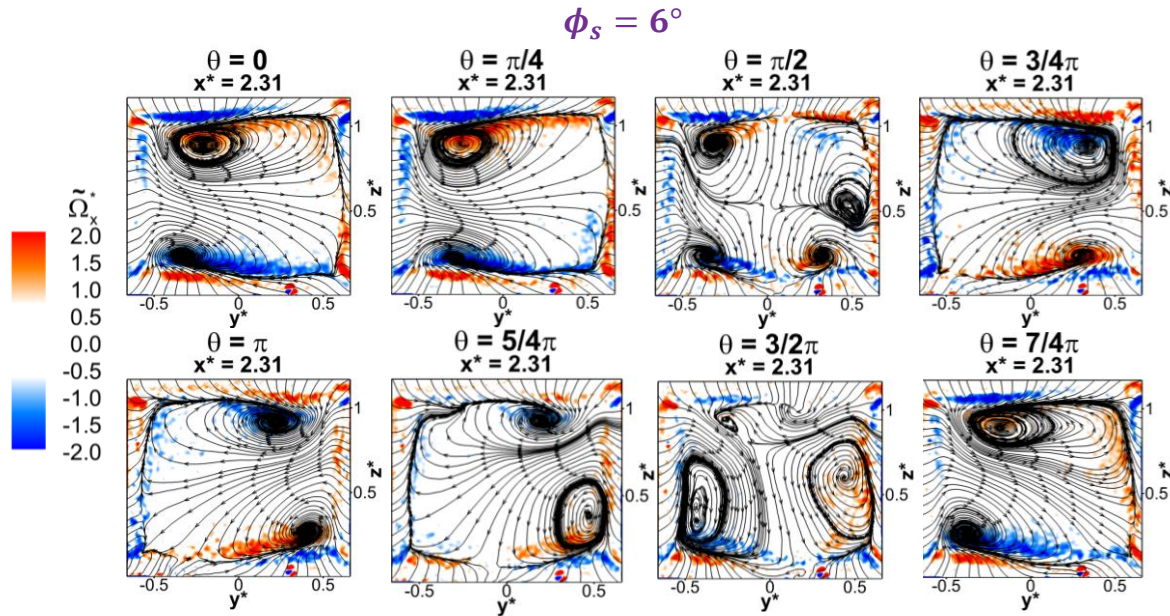 ϕₛ = 6°
θ = 0
x* = 2.31
θ = π/4
x* = 2.31
θ = π/2
x* = 2.31
θ = 3/4π
x* = 2.31
1
z*
0.5
-0.5 0 0.5
y*
1
z*
0.5
-0.5 0 0.5
y*
1
z*
0.5
-0.5 0 0.5
y*
1
z*
0.5
-0.5 0 0.5
y*
Ω̃ₓ*
2.0
1.5
1.0
0.5
0.0
-0.5
-1.0
-1.5
-2.0
θ = π
x* = 2.31
θ = 5/4π
x* = 2.31
θ = 3/2π
x* = 2.31
θ = 7/4π
x* = 2.31
1
z*
0.5
-0.5 0 0.5
y*
1
z*
0.5
-0.5 0 0.5
y*
1
z*
0.5
-0.5 0 0.5
y*
1
z*
0.5
-0.5 0 0.5
y*